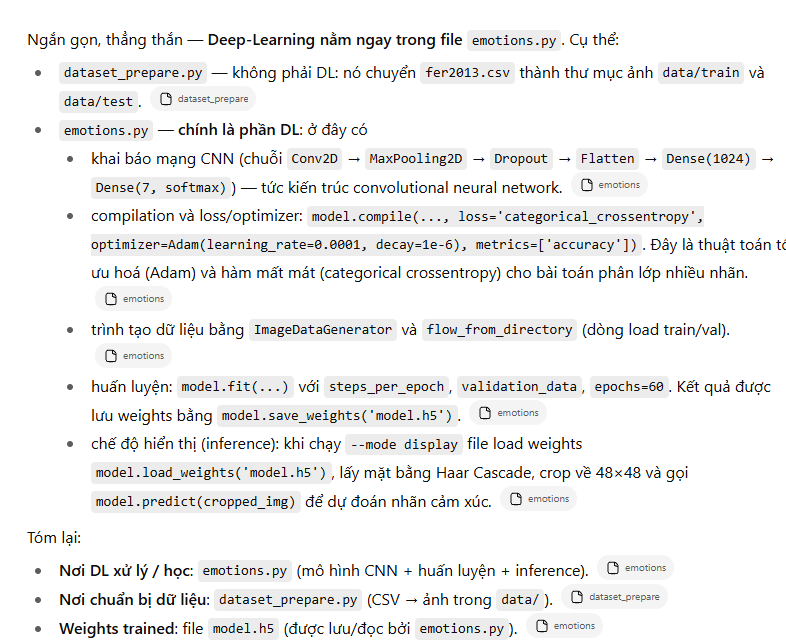 Ngắn gọn, thẳng thắn — Deep-Learning nằm ngay trong file emotions.py. Cụ thể:
dataset_prepare.py — không phải DL: nó chuyển fer2013.csv thành thư mục ảnh data/train và
data/test. dataset_prepare
emotions.py — chính là phần DL: ở đây có
khai báo mạng CNN (chuỗi Conv2D → MaxPooling2D → Dropout → Flatten → Dense(1024) →
Dense(7, softmax)) — tức kiến trúc convolutional neural network. emotions
compilation và loss/optimizer: model.compile(..., loss='categorical_crossentropy',
optimizer=Adam(learning_rate=0.0001, decay=1e-6), metrics=['accuracy']). Đây là thuật toán
ưu hoá (Adam) và hàm mất mát (categorical crossentropy) cho bài toán phân lớp nhiều nhãn.
emotions
trình tạo dữ liệu bằng ImageDataGenerator và flow_from_directory (dòng load train/val).
emotions
huấn luyện: model.fit(...) với steps_per_epoch, validation_data, epochs=60. Kết quả được
lưu weights bằng model.save_weights('model.h5'). emotions
chế độ hiển thị (inference): khi chạy --mode display file load weights
model.load_weights('model.h5'), lấy mặt bằng Haar Cascade, crop về 48×48 và gọi
model.predict(cropped_img) để dự đoán nhãn cảm xúc. emotions
Tóm lại:
Nơi DL xử lý / học: emotions.py (mô hình CNN + huấn luyện + inference). emotions
Nơi chuẩn bị dữ liệu: dataset_prepare.py (CSV → ảnh trong data/). dataset_prepare
Weights trained: file model.h5 (được lưu/đọc bởi emotions.py). emotions